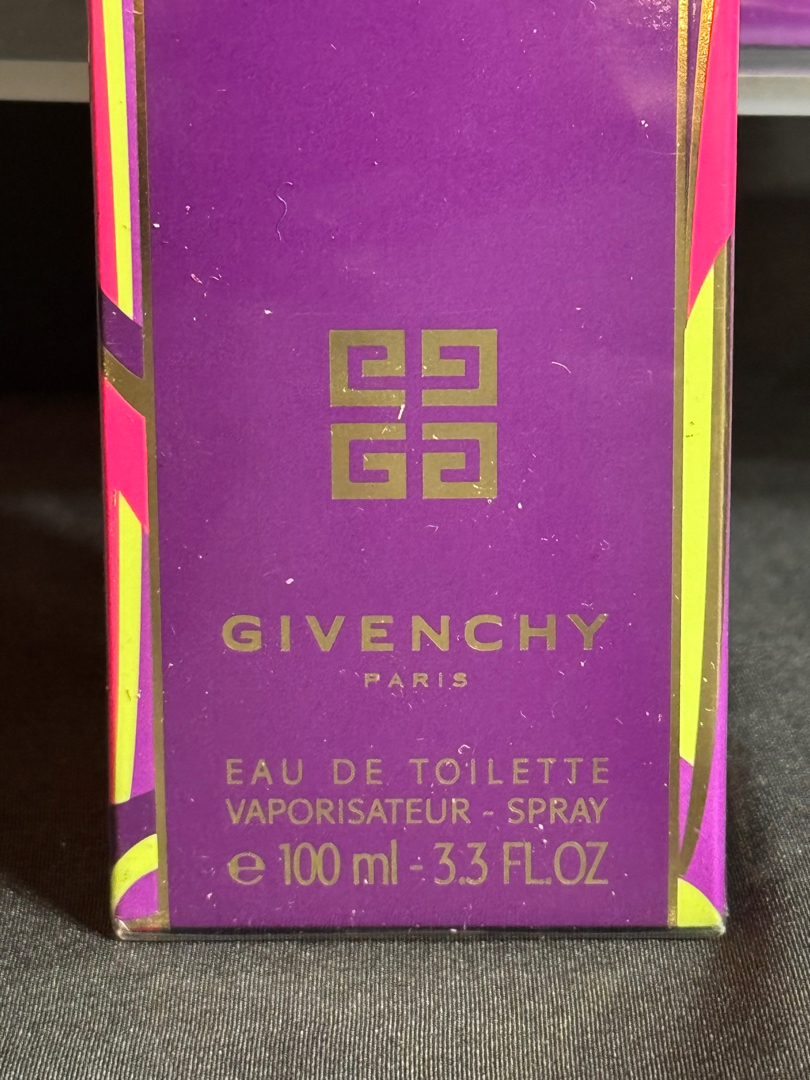 GIVENCHY
PARIS
EAU DE TOILETTE
VAPORISATEUR - SPRAY
e 100 ml - 3.3 FL.OZ